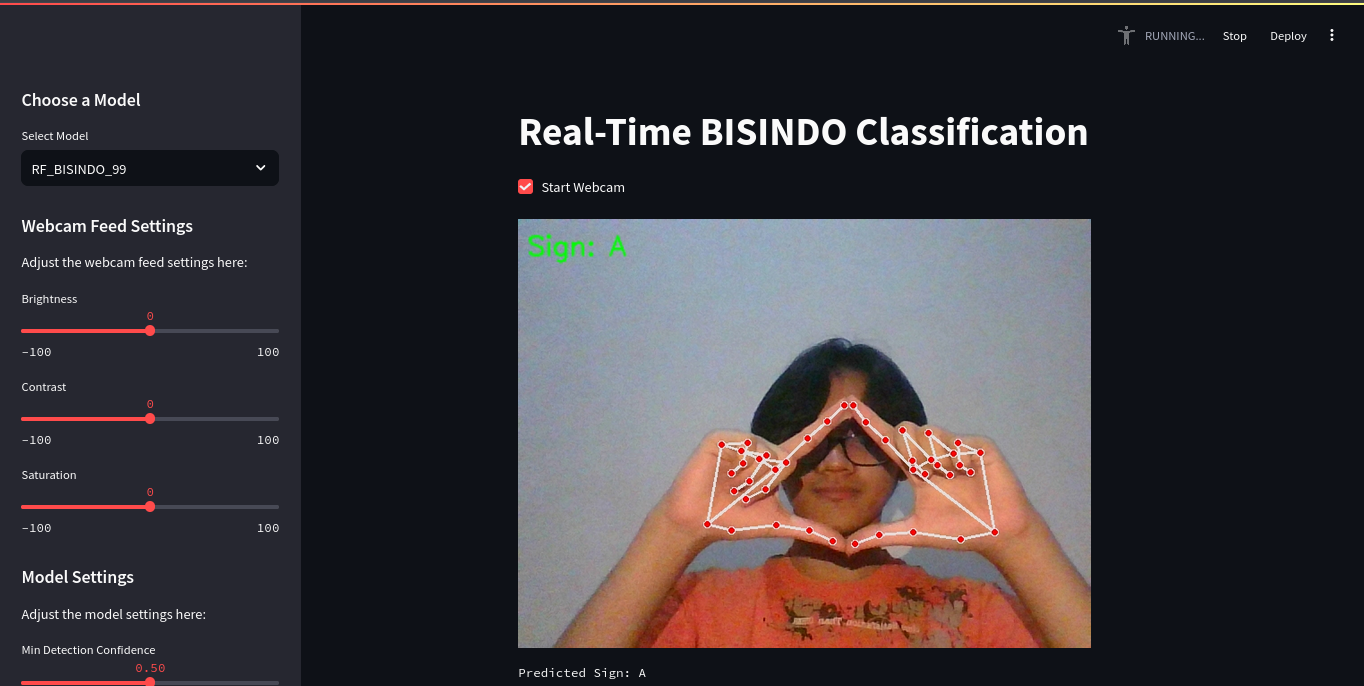 RUNNING...
Stop
Deploy
Choose a Model
Select Model
RF_BISINDO_99
Webcam Feed Settings
Adjust the webcam feed settings here:
Brightness
0
-100 100
Contrast
0
-100 100
Saturation
0
-100 100
Model Settings
Adjust the model settings here:
Min Detection Confidence
0.50
Real-Time BISINDO Classification
Start Webcam
Sign: A
Predicted Sign: A